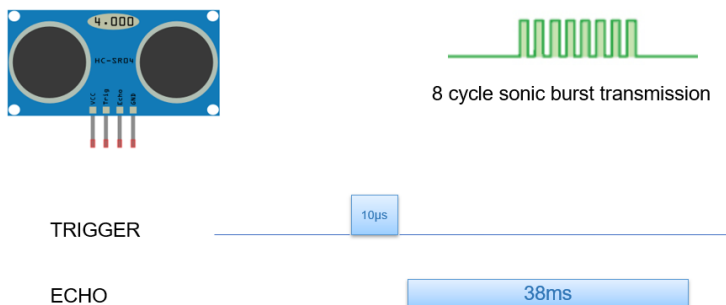 4.000
HC-SR04
VCC
Trig
Echo
GND
8 cycle sonic burst transmission
10µs
TRIGGER
ECHO
38ms